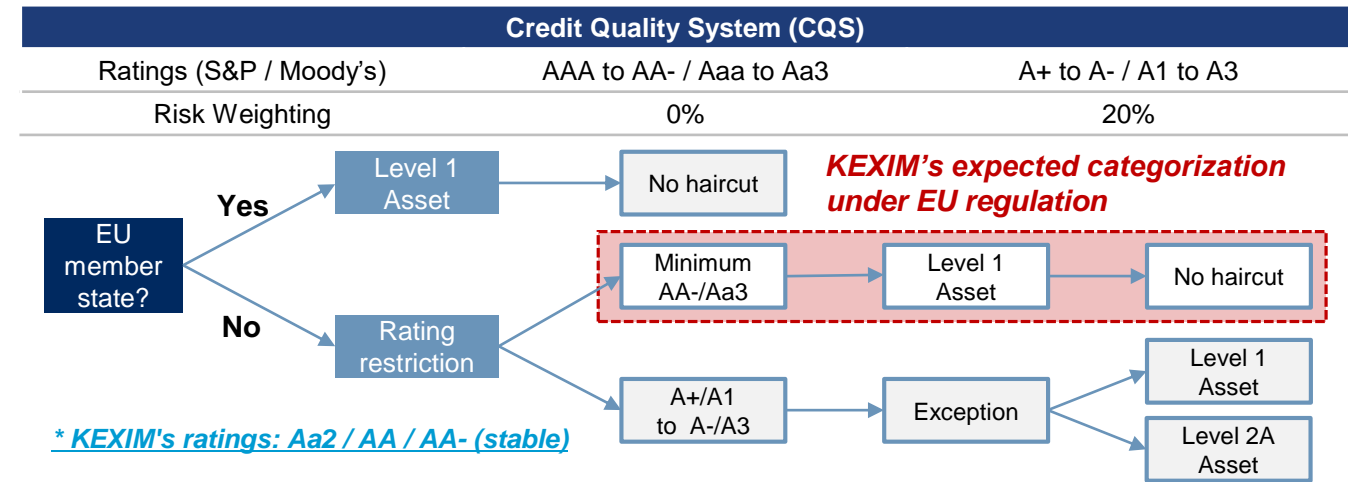 Credit Quality System (CQS)
Ratings (S&P / Moody's) AAA to AA- / Aaa to Aa3 A+ to A- / A1 to A3
Risk Weighting 0% 20%
KEXIM's expected categorization
under EU regulation
Level 1
Asset
No haircut
Yes
EU
member
state?
Minimum
AA-/Aa3
Level 1
Asset
No haircut
No
Rating
restriction
A+/A1
to A-/A3
Exception
Level 1
Asset
Level 2A
Asset
* KEXIM's ratings: Aa2 / AA / AA- (stable)